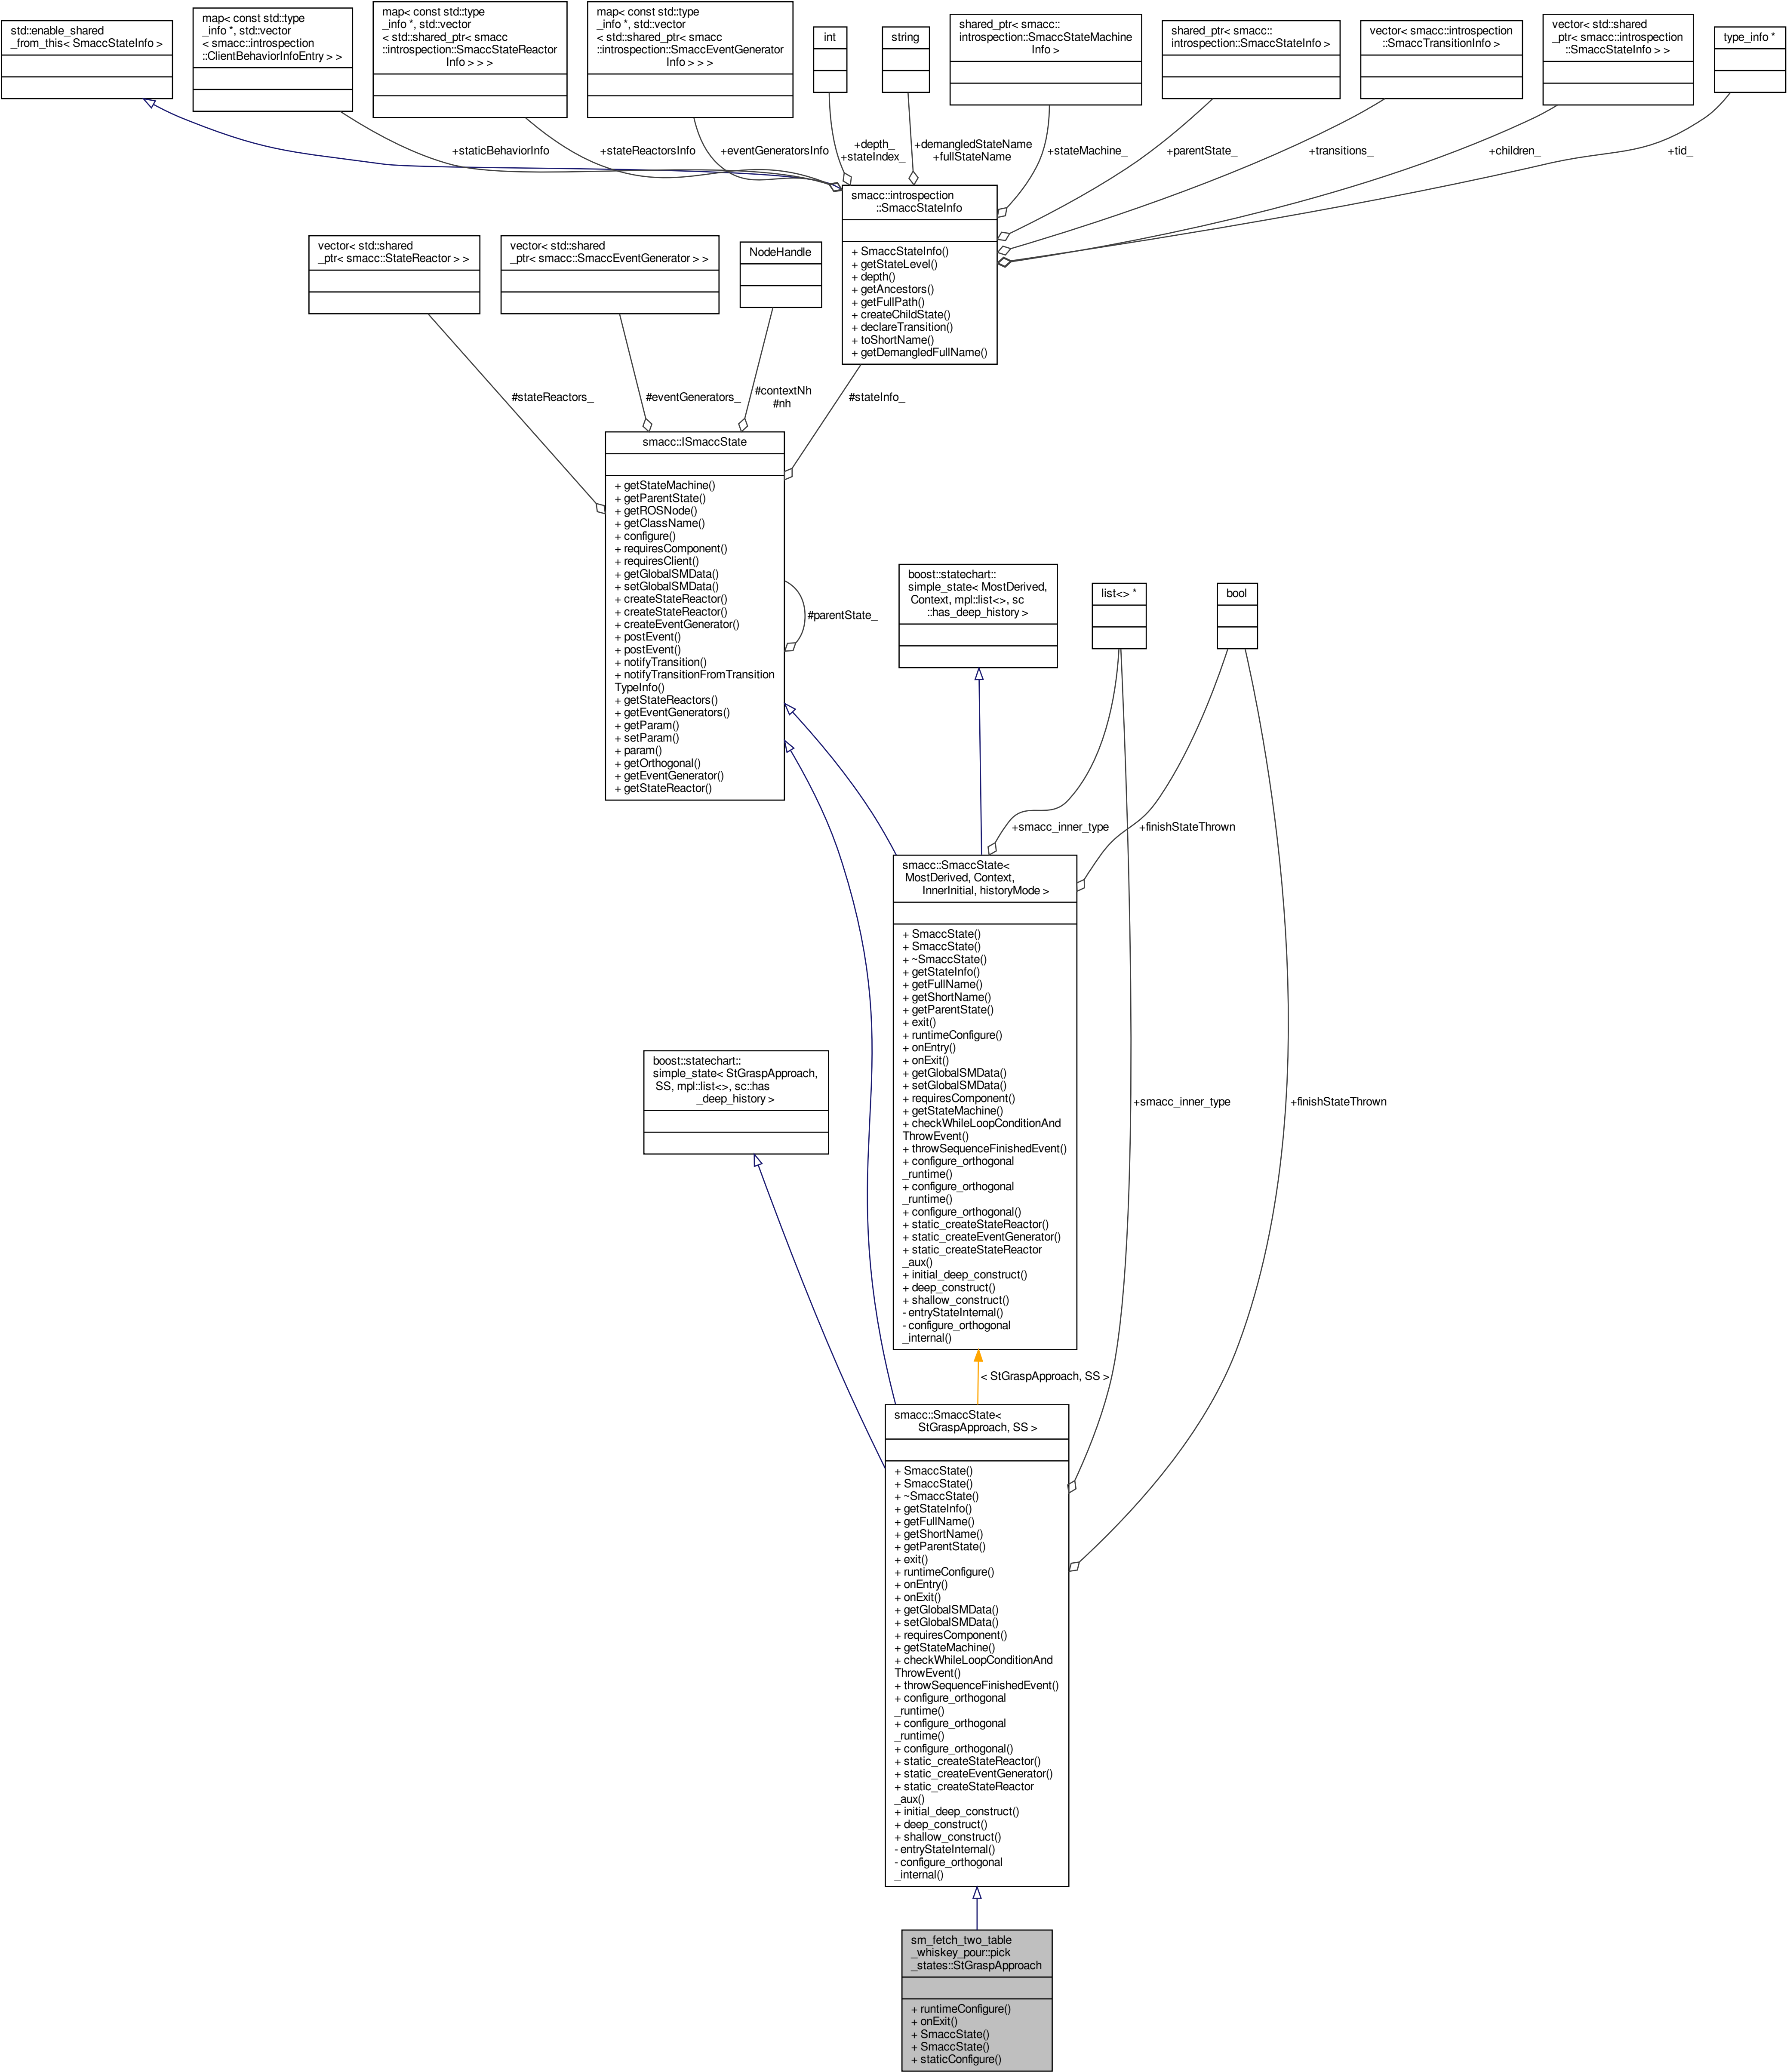 std::enable_shared
_from_this< SmaccStateInfo >
map< const std::type
_info *, std::vector
< smacc::introspection
::ClientBehaviorInfoEntry > >
map< const std::type
_info *, std::vector
< std::shared_ptr< smacc
::introspection::SmaccStateReactor
Info > > >
map< const std::type
_info *, std::vector
< std::shared_ptr< smacc
::introspection::SmaccEventGenerator
Info > > >
int
string
shared_ptr< smacc::
introspection::SmaccStateMachine
Info >
shared_ptr< smacc::
introspection::SmaccStateInfo >
vector< smacc::introspection
::SmaccTransitionInfo >
vector< std::shared
_ptr< smacc::introspection
::SmaccStateInfo > >
type_info *
+staticBehaviorInfo
+stateReactorsInfo
+eventGeneratorsInfo
+depth_
+stateIndex_
+demangledStateName
+fullStateName
+stateMachine_
+parentState_
+transitions_
+children_
+tid_
smacc::introspection
::SmaccStateInfo
+ SmaccStateInfo()
+ getStateLevel()
+ depth()
+ getAncestors()
+ getFullPath()
+ createChildState()
+ declareTransition()
+ toShortName()
+ getDemangledFullName()
vector< std::shared
_ptr< smacc::StateReactor > >
vector< std::shared
_ptr< smacc::SmaccEventGenerator > >
NodeHandle
#stateReactors_
#eventGenerators_
#contextNh
#nh
#stateInfo_
smacc::ISmaccState
+ getStateMachine()
+ getParentState()
+ getROSNode()
+ getClassName()
+ configure()
+ requiresComponent()
+ requiresClient()
+ getGlobalSMData()
+ setGlobalSMData()
+ createStateReactor()
+ createStateReactor()
+ createEventGenerator()
+ postEvent()
+ postEvent()
+ notifyTransition()
+ notifyTransitionFromTransition
TypeInfo()
+ getStateReactors()
+ getEventGenerators()
+ getParam()
+ setParam()
+ param()
+ getOrthogonal()
+ getEventGenerator()
+ getStateReactor()
#parentState_
boost::statechart::
simple_state< MostDerived,
Context, mpl::list<>, sc
::has_deep_history >
list<> *
bool
+smacc_inner_type
+finishStateThrown
smacc::SmaccState<
MostDerived, Context,
InnerInitial, historyMode >
+ SmaccState()
+ SmaccState()
+ ~SmaccState()
+ getStateInfo()
+ getFullName()
+ getShortName()
+ getParentState()
+ exit()
+ runtimeConfigure()
+ onEntry()
+ onExit()
+ getGlobalSMData()
+ setGlobalSMData()
+ requiresComponent()
+ getStateMachine()
+ checkWhileLoopConditionAnd
ThrowEvent()
+ throwSequenceFinishedEvent()
+ configure_orthogonal
_runtime()
+ configure_orthogonal
_runtime()
+ configure_orthogonal()
+ static_createStateReactor()
+ static_createEventGenerator()
+ static_createStateReactor
_aux()
+ initial_deep_construct()
+ deep_construct()
+ shallow_construct()
- entryStateInternal()
- configure_orthogonal
_internal()
boost::statechart::
simple_state< StGraspApproach,
SS, mpl::list<>, sc::has
_deep_history >
+smacc_inner_type
+finishStateThrown
< StGraspApproach, SS >
smacc::SmaccState<
StGraspApproach, SS >
+ SmaccState()
+ SmaccState()
+ ~SmaccState()
+ getStateInfo()
+ getFullName()
+ getShortName()
+ getParentState()
+ exit()
+ runtimeConfigure()
+ onEntry()
+ onExit()
+ getGlobalSMData()
+ setGlobalSMData()
+ requiresComponent()
+ getStateMachine()
+ checkWhileLoopConditionAnd
ThrowEvent()
+ throwSequenceFinishedEvent()
+ configure_orthogonal
_runtime()
+ configure_orthogonal
_runtime()
+ configure_orthogonal()
+ static_createStateReactor()
+ static_createEventGenerator()
+ static_createStateReactor
_aux()
+ initial_deep_construct()
+ deep_construct()
+ shallow_construct()
- entryStateInternal()
- configure_orthogonal
_internal()
sm_fetch_two_table
_whiskey_pour::pick
_states::StGraspApproach
+ runtimeConfigure()
+ onExit()
+ SmaccState()
+ SmaccState()
+ staticConfigure()